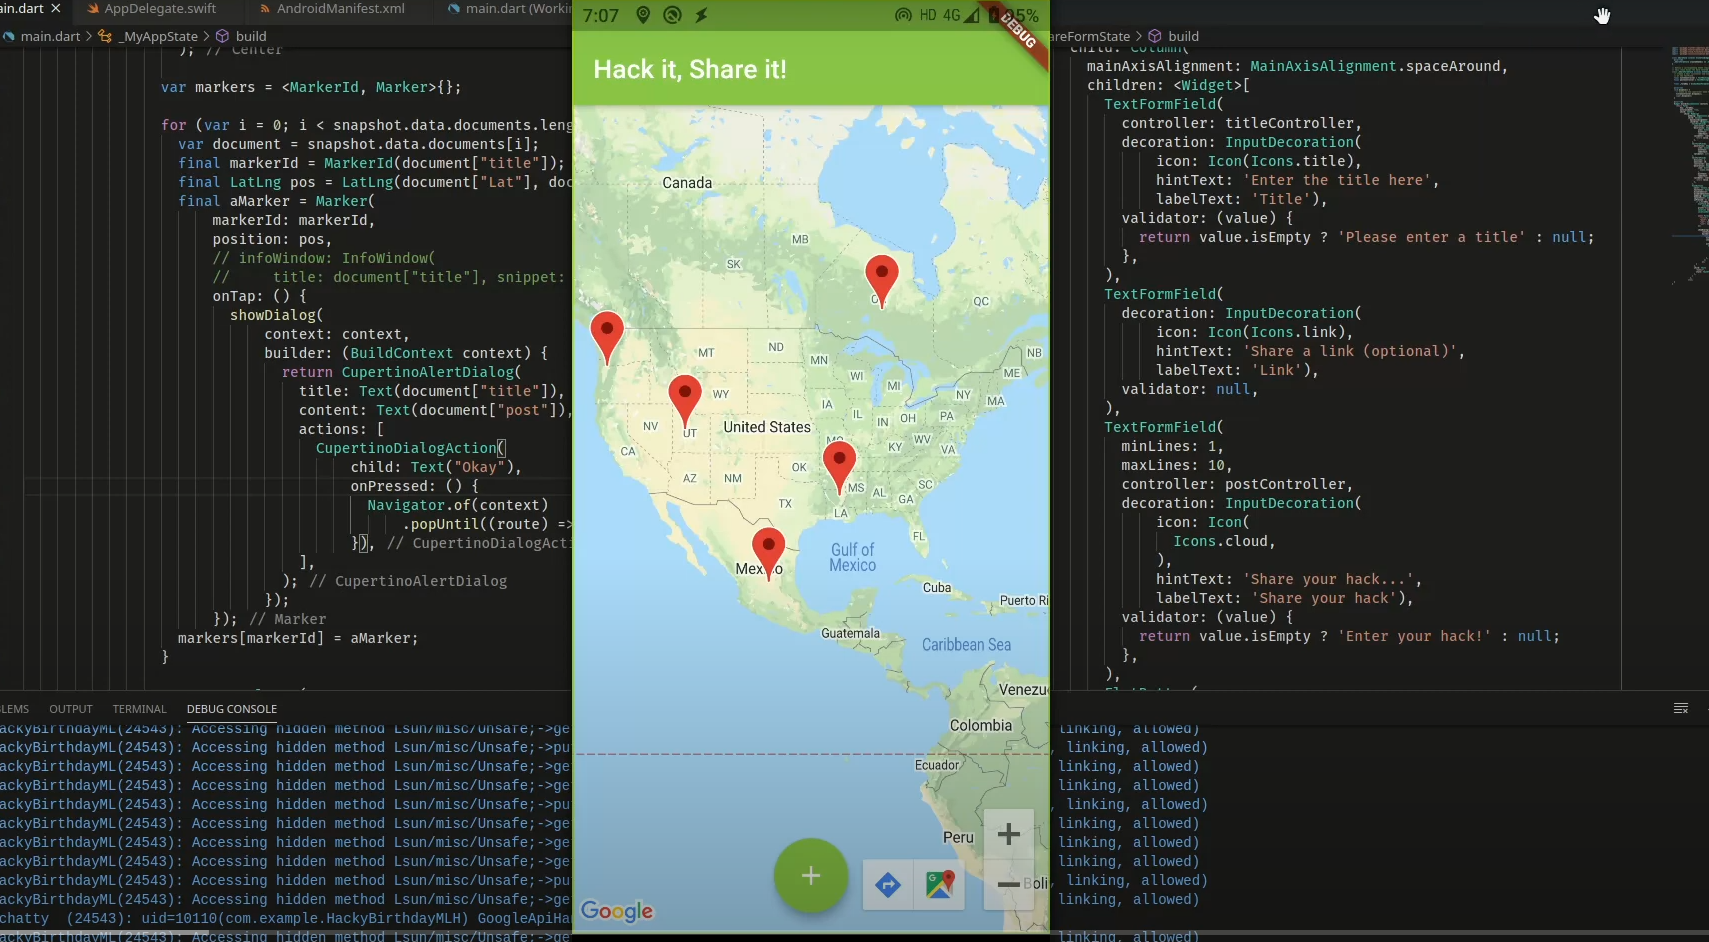 ain.dart
AppDelegate.swift
AndroidManifest.xml
main.dart (Workin
main.dart > _MyAppState > build
); // Center
var markers = <MarkerId, Marker>{};
for (var i = 0; i < snapshot.data.documents.leng
var document = snapshot.data.documents[i];
final markerId = MarkerId(document["title"]);
final LatLng pos = LatLng(document["Lat"], doc
final aMarker = Marker(
markerId: markerId,
position: pos,
// infoWindow: InfoWindow(
// title: document["title"], snippet:
onTap: () {
showDialog(
context: context,
builder: (BuildContext context) {
return CupertinoAlertDialog(
title: Text(document["title"]),
content: Text(document["post"]),
actions: [
CupertinoDialogAction(
child: Text("Okay"),
onPressed: () {
Navigator.of(context)
.popUntil((route) =>
}), // CupertinoDialogActi
],
); // CupertinoAlertDialog
});
}); // Marker
markers[markerId] = aMarker;
}
7:07
HD 4G
95%
DEBUG
Hack it, Share it!
Canada
MB
SK
QC
MT
ND
MN
NB
WI
MI
ME
WY
NY
MA
IA
IL
IN
OH
PA
NV
UT
United States
MO
KY
WV
VA
CA
OK
AZ
NM
MS
AL
GA
SC
TX
LA
FL
Gulf of
Mexico
Mexico
Cuba
Puerto Ri
Guatemala
Caribbean Sea
Venezu
Colombia
Ecuador
Peru
Boli
+
+
Google
areFormState > build
child: Column(
mainAxisAlignment: MainAxisAlignment.spaceAround,
children: <Widget>[
TextFormField(
controller: titleController,
decoration: InputDecoration(
icon: Icon(Icons.title),
hintText: 'Enter the title here',
labelText: 'Title'),
validator: (value) {
return value.isEmpty ? 'Please enter a title' : null;
},
),
TextFormField(
decoration: InputDecoration(
icon: Icon(Icons.link),
hintText: 'Share a link (optional)',
labelText: 'Link'),
validator: null,
),
TextFormField(
minLines: 1,
maxLines: 10,
controller: postController,
decoration: InputDecoration(
icon: Icon(
Icons.cloud,
),
hintText: 'Share your hack...',
labelText: 'Share your hack'),
validator: (value) {
return value.isEmpty ? 'Enter your hack!' : null;
},
),
LEMS
OUTPUT
TERMINAL
DEBUG CONSOLE
ackyBirthdayML(24543): Accessing hidden method Lsun/misc/Unsafe;->ge linking, allowed)
ackyBirthdayML(24543): Accessing hidden method Lsun/misc/Unsafe;->pu , linking, allowed)
ackyBirthdayML(24543): Accessing hidden method Lsun/misc/Unsafe;->ge linking, allowed)
ackyBirthdayML(24543): Accessing hidden method Lsun/misc/Unsafe;->ge linking, allowed)
ackyBirthdayML(24543): Accessing hidden method Lsun/misc/Unsafe;->pu , linking, allowed)
ackyBirthdayML(24543): Accessing hidden method Lsun/misc/Unsafe;->ge linking, allowed)
ackyBirthdayML(24543): Accessing hidden method Lsun/misc/Unsafe;->ge linking, allowed)
ackyBirthdayML(24543): Accessing hidden method Lsun/misc/Unsafe;->ge linking, allowed)
ackyBirthdayML(24543): Accessing hidden method Lsun/misc/Unsafe;->pu , linking, allowed)
ackyBirthdayML(24543): Accessing hidden method Lsun/misc/Unsafe;->ge linking, allowed)
chatty (24543): uid=10110(com.example.HackyBirthdayMLH) GoogleApiHan
ackyBirthdayML(24543): Accessing hidden method Lsun/misc/Unsafe;->ge linking, allowed)